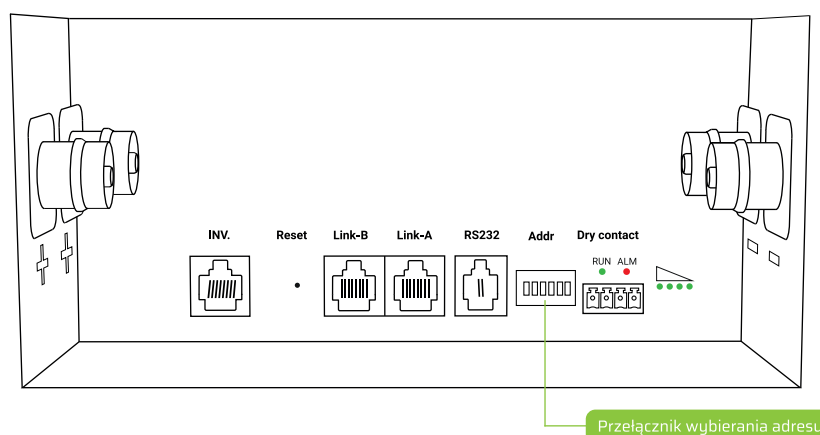 INV. Reset Link-B Link-A RS232 Addr Dry contact
RUN ALM
Przełącznik wybierania adresu